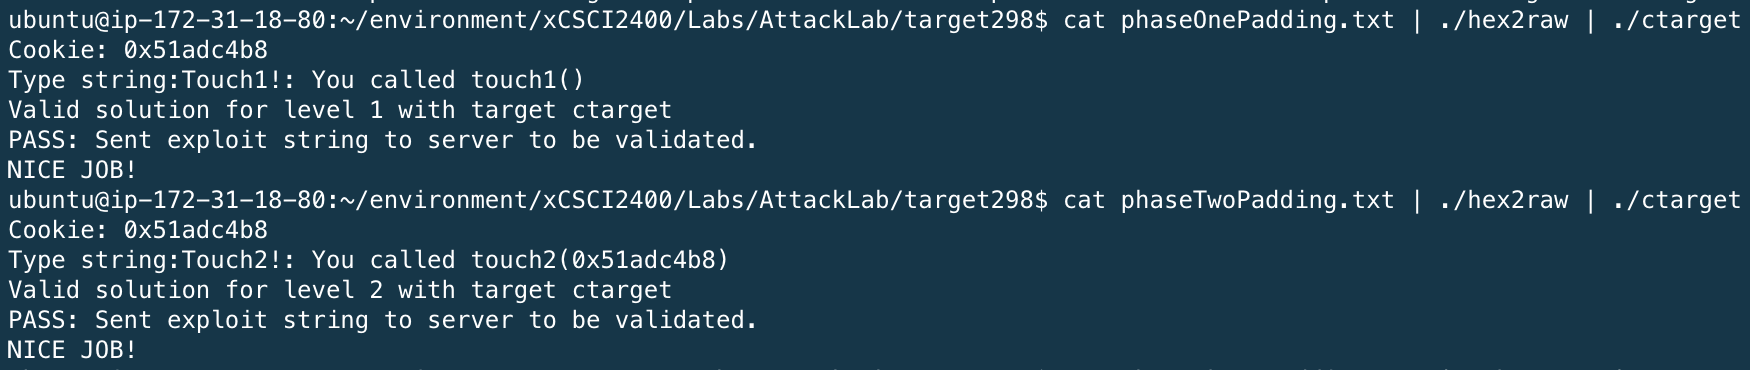 ubuntu@ip-172-31-18-80:~/environment/xCSCI2400/Labs/AttackLab/target298$ cat phaseOnePadding.txt | ./hex2raw | ./ctarget
Cookie: 0x51adc4b8
Type string:Touch1!: You called touch1()
Valid solution for level 1 with target ctarget
PASS: Sent exploit string to server to be validated.
NICE JOB!
ubuntu@ip-172-31-18-80:~/environment/xCSCI2400/Labs/AttackLab/target298$ cat phaseTwoPadding.txt | ./hex2raw | ./ctarget
Cookie: 0x51adc4b8
Type string:Touch2!: You called touch2(0x51adc4b8)
Valid solution for level 2 with target ctarget
PASS: Sent exploit string to server to be validated.
NICE JOB!